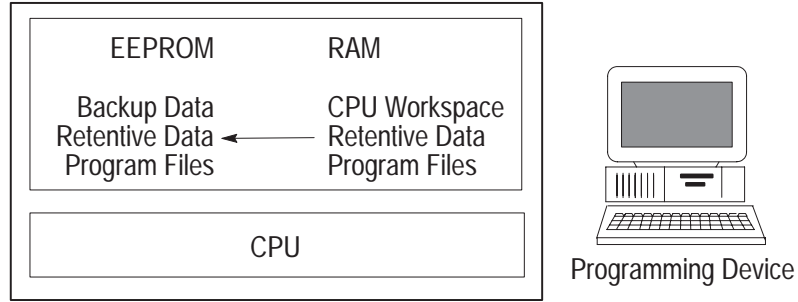 EEPROM RAM
Backup Data CPU Workspace
Retentive Data Retentive Data
Program Files Program Files
CPU
Programming Device